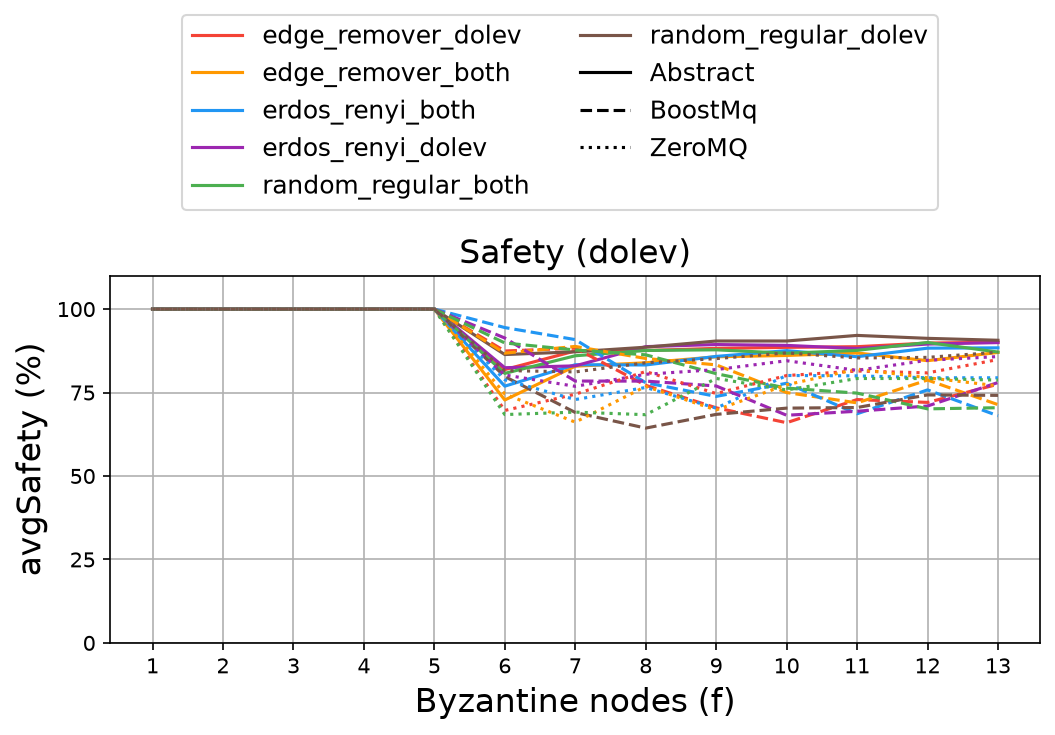 edge_remover_dolev
edge_remover_both
erdos_renyi_both
erdos_renyi_dolev
random_regular_both
random_regular_dolev
Abstract
BoostMq
ZeroMQ
Safety (dolev)
avgSafety (%)
100
75
50
25
0
1 2 3 4 5 6 7 8 9 10 11 12 13
Byzantine nodes (f)